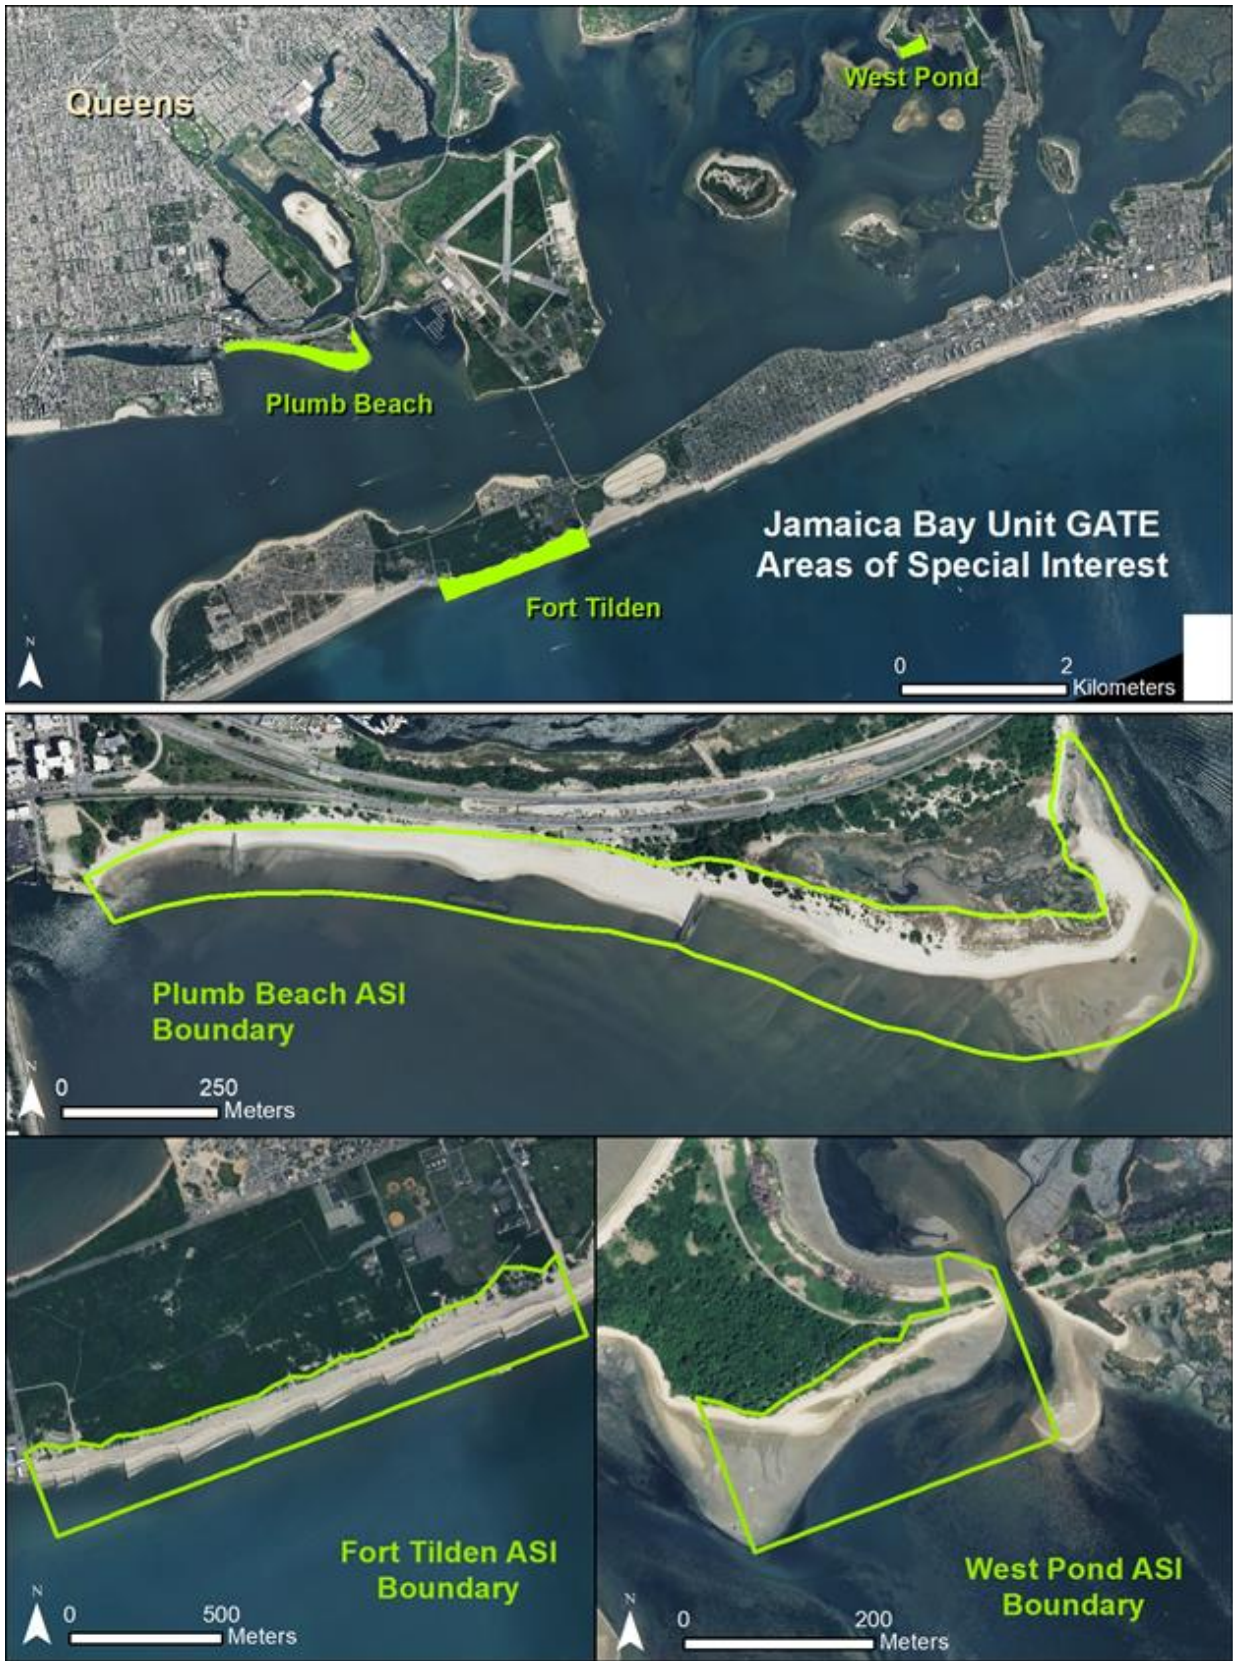 Queens
West Pond
Plumb Beach
Jamaica Bay Unit GATE
Areas of Special Interest
Fort Tilden
N
0 2
Kilometers
Plumb Beach ASI
Boundary
N
0 250
Meters
Fort Tilden ASI
Boundary
N
0 500
Meters
West Pond ASI
Boundary
N
0 200
Meters